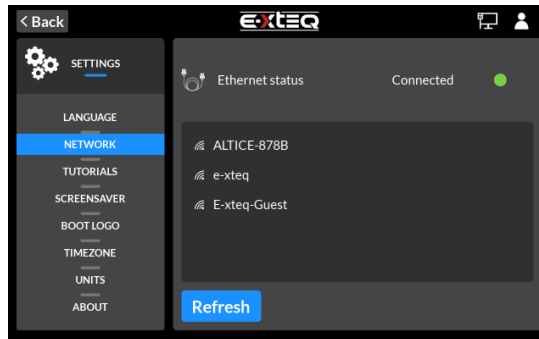 < Back
E-XTEQ
SETTINGS
LANGUAGE
NETWORK
TUTORIALS
SCREENSAVER
BOOT LOGO
TIMEZONE
UNITS
ABOUT
Ethernet status Connected
ALTICE-878B
e-xteq
E-xteq-Guest
Refresh